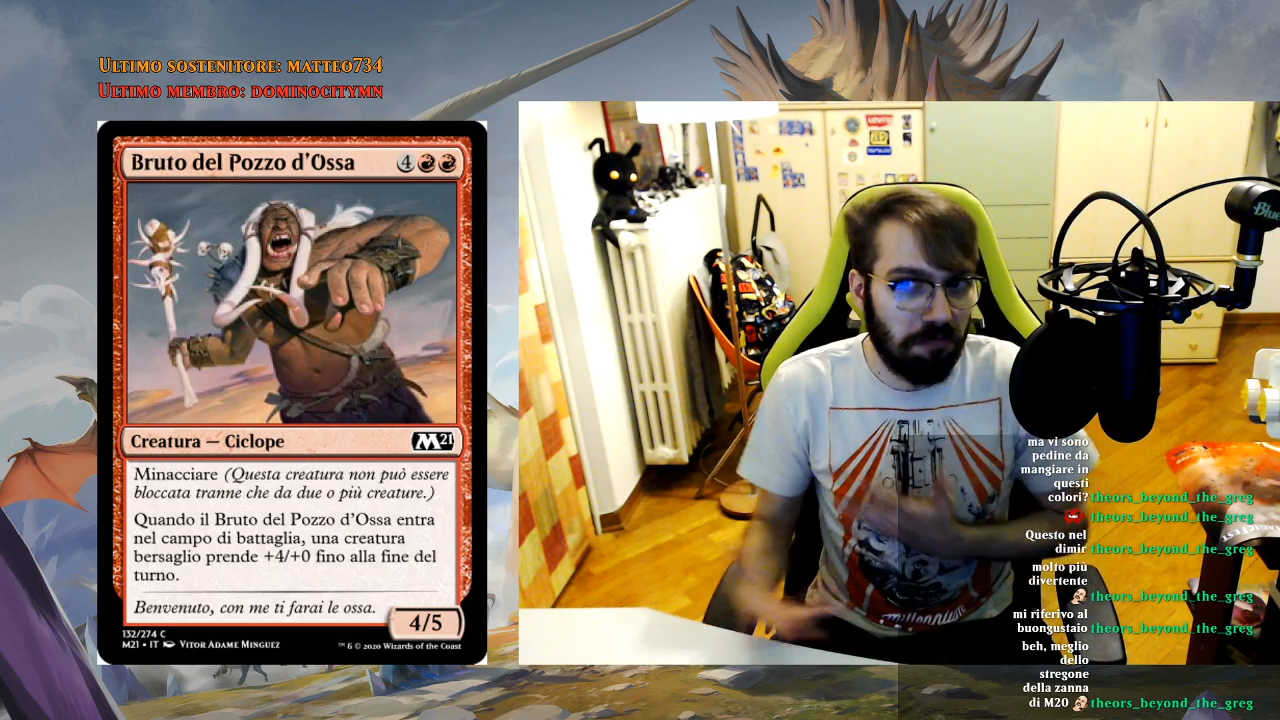 Ultimo sostenitore: matteo734
Ultimo membro: dominocitymn
Bruto del Pozzo d'Ossa 4
Creatura — Ciclope M21
Minacciare (Questa creatura non può essere
bloccata tranne che da due o più creature.)
Quando il Bruto del Pozzo d'Ossa entra
nel campo di battaglia, una creatura
bersaglio prende +4/+0 fino alla fine del
turno.
Benvenuto, con me ti farai le ossa.
4/5
132/274 C
M21 • IT Vitor Adame Minguez
™ & © 2020 Wizards of the Coast
Levi's
Blue
Millennium
ma vi sono
pedine da
mangiare in
questi
colori? theors_beyond_the_greg
theors_beyond_the_greg
Questo nel
dimir theors_beyond_the_greg
molto più
divertente
theors_beyond_the_greg
mi riferivo al
buongustaio theors_beyond_the_greg
beh, meglio
dello
stregone
della zanna
di M20 theors_beyond_the_greg